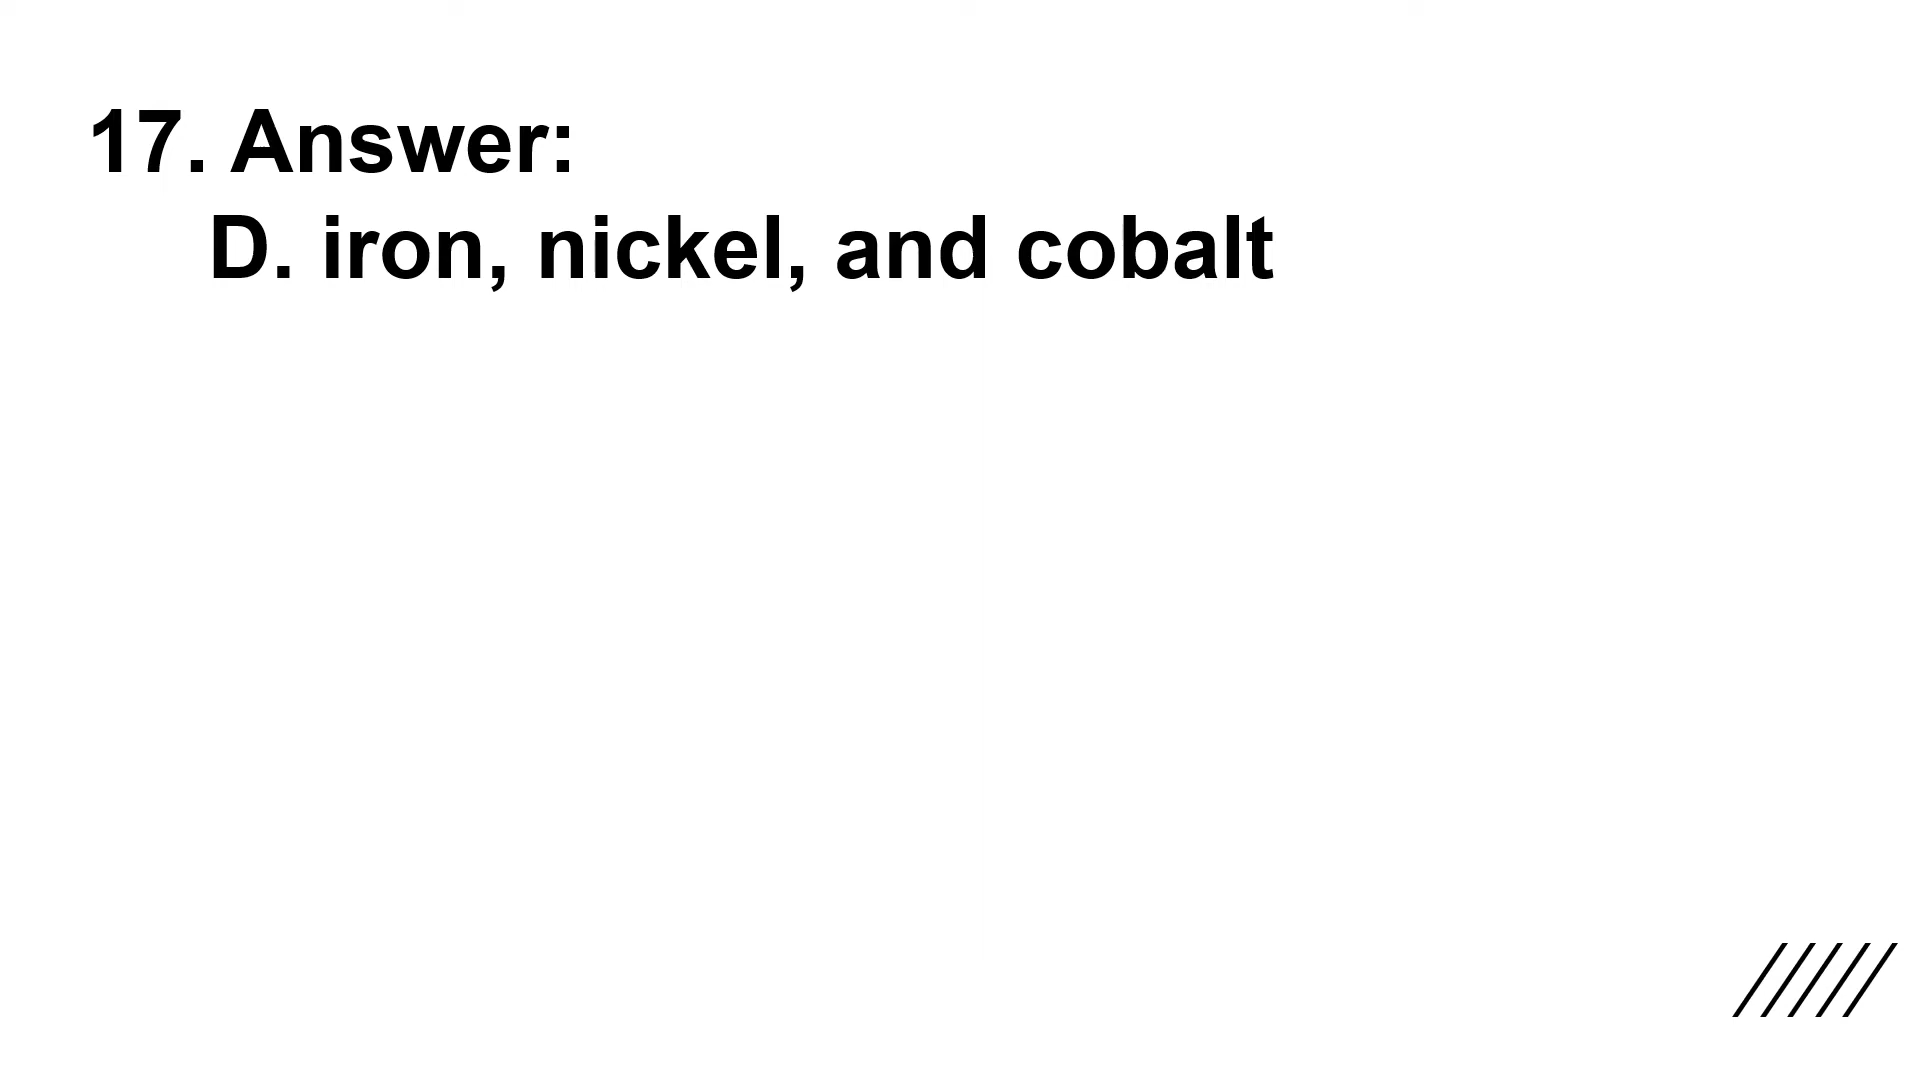 17. Answer:
D. iron, nickel, and cobalt